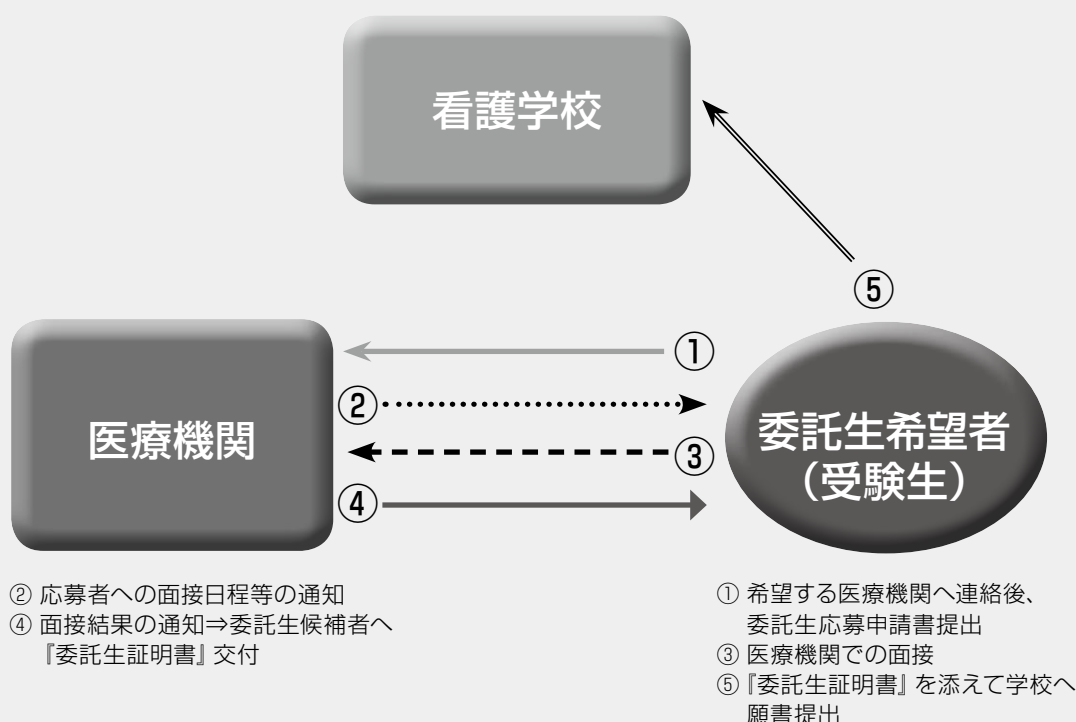 看護学校
⑤
①
②
医療機関
委託生希望者
（受験生）
③
④
② 応募者への面接日程等の通知
④ 面接結果の通知⇒委託生候補者へ
『委託生証明書』交付
① 希望する医療機関へ連絡後、
委託生応募申請書提出
③ 医療機関での面接
⑤『委託生証明書』を添えて学校へ
願書提出